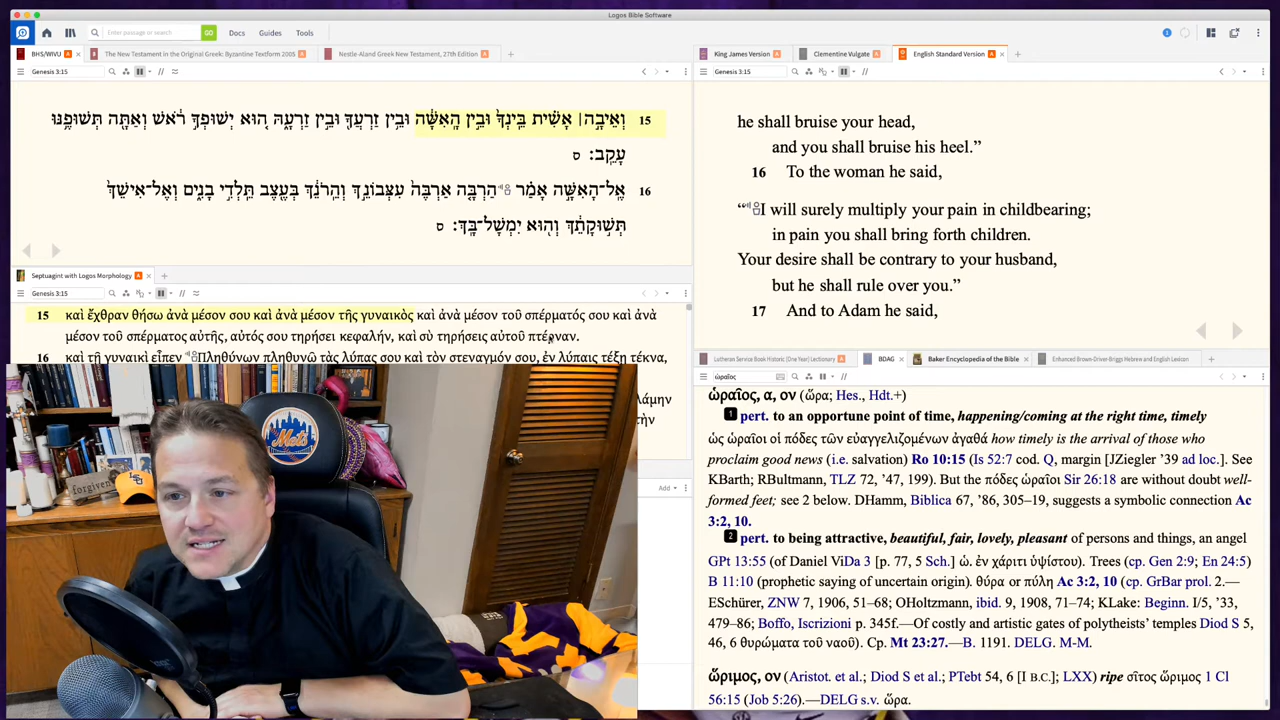 Logos Bible Software
Enter passage or search
GO
Docs
Guides
Tools
BHS/WIVU A
The New Testament in the Original Greek: Byzantine Textform 2005 A
Nestle-Aland Greek New Testament, 27th Edition A
Genesis 3:15
15 וְאֵיבָ֣ה׀ אָשִׁ֗ית בֵּֽינְךָ֙ וּבֵ֣ין הָֽאִשָּׁ֔ה וּבֵ֥ין זַרְעֲךָ֖ וּבֵ֣ין זַרְעָ֑הּ ה֚וּא יְשׁוּפְךָ֣ רֹ֔אשׁ וְאַתָּ֖ה תְּשׁוּפֶ֥נּוּ
עָקֵֽב׃ ס
16 אֶֽל־הָאִשָּׁ֣ה אָמַ֗ר הַרְבָּ֤ה אַרְבֶּה֙ עִצְּבוֹנֵ֣ךְ וְהֵֽרֹנֵ֔ךְ בְּעֶ֖צֶב תֵּֽלְדִ֣י בָנִ֑ים וְאֶל־אִישֵׁךְ֙
תְּשׁ֣וּקָתֵ֔ךְ וְה֖וּא יִמְשָׁל־בָּֽךְ׃ ס
Septuagint with Logos Morphology A
Genesis 3:15
15 καὶ ἔχθραν θήσω ἀνὰ μέσον σου καὶ ἀνὰ μέσον τῆς γυναικὸς καὶ ἀνὰ μέσον τοῦ σπέρματός σου καὶ ἀνὰ
μέσον τοῦ σπέρματος αὐτῆς, αὐτός σου τηρήσει κεφαλήν, καὶ σὺ τηρήσεις αὐτοῦ πτέρναν.
16 καὶ τῇ γυναικὶ εἶπεν Πληθύνων πληθυνῶ τὰς λύπας σου καὶ τὸν στεναγμόν σου, ἐν λύπαις τέξῃ τέκνα,
Add
Mets
forgiven
King James Version A
Clementine Vulgate A
English Standard Version A
Genesis 3:15
he shall bruise your head,
and you shall bruise his heel.”
16 To the woman he said,
“I will surely multiply your pain in childbearing;
in pain you shall bring forth children.
Your desire shall be contrary to your husband,
but he shall rule over you.”
17 And to Adam he said,
Lutheran Service Book Historic (One Year) Lectionary A
BDAG
Baker Encyclopedia of the Bible A
Enhanced Brown-Driver-Briggs Hebrew and English Lexicon
ὡραῖος
ὡραῖος, α, ον (ὥρα; Hes., Hdt.+)
1 pert. to an opportune point of time, happening/coming at the right time, timely
ὡς ὡραῖοι οἱ πόδες τῶν εὐαγγελιζομένων ἀγαθά how timely is the arrival of those who
proclaim good news (i.e. salvation) Ro 10:15 (Is 52:7 cod. Q, margin [JZiegler ’39 ad loc.]. See
KBarth; RBultmann, TLZ 72, ’47, 199). But the πόδες ὡραῖοι Sir 26:18 are without doubt well-
formed feet; see 2 below. DHamm, Biblica 67, ’86, 305–19, suggests a symbolic connection Ac
3:2, 10.
2 pert. to being attractive, beautiful, fair, lovely, pleasant of persons and things, an angel
GPt 13:55 (of Daniel ViDa 3 [p. 77, 5 Sch.] ὡ. ἐν χάριτι ὑψίστου). Trees (cp. Gen 2:9; En 24:5)
B 11:10 (prophetic saying of uncertain origin). θύρα or πύλη Ac 3:2, 10 (cp. GrBar prol. 2.—
ESchürer, ZNW 7, 1906, 51–68; OHoltzmann, ibid. 9, 1908, 71–74; KLake: Beginn. I/5, ’33,
479–86; Boffo, Iscrizioni p. 345f.—Of costly and artistic gates of polytheists’ temples Diod S 5,
46, 6 θυρώματα τοῦ ναοῦ). Cp. Mt 23:27.—B. 1191. DELG. M-M.
ὥριμος, ον (Aristot. et al.; Diod S et al.; PTebt 54, 6 [I B.C.]; LXX) ripe σῖτος ὥριμος 1 Cl
56:15 (Job 5:26).—DELG s.v. ὥρα.